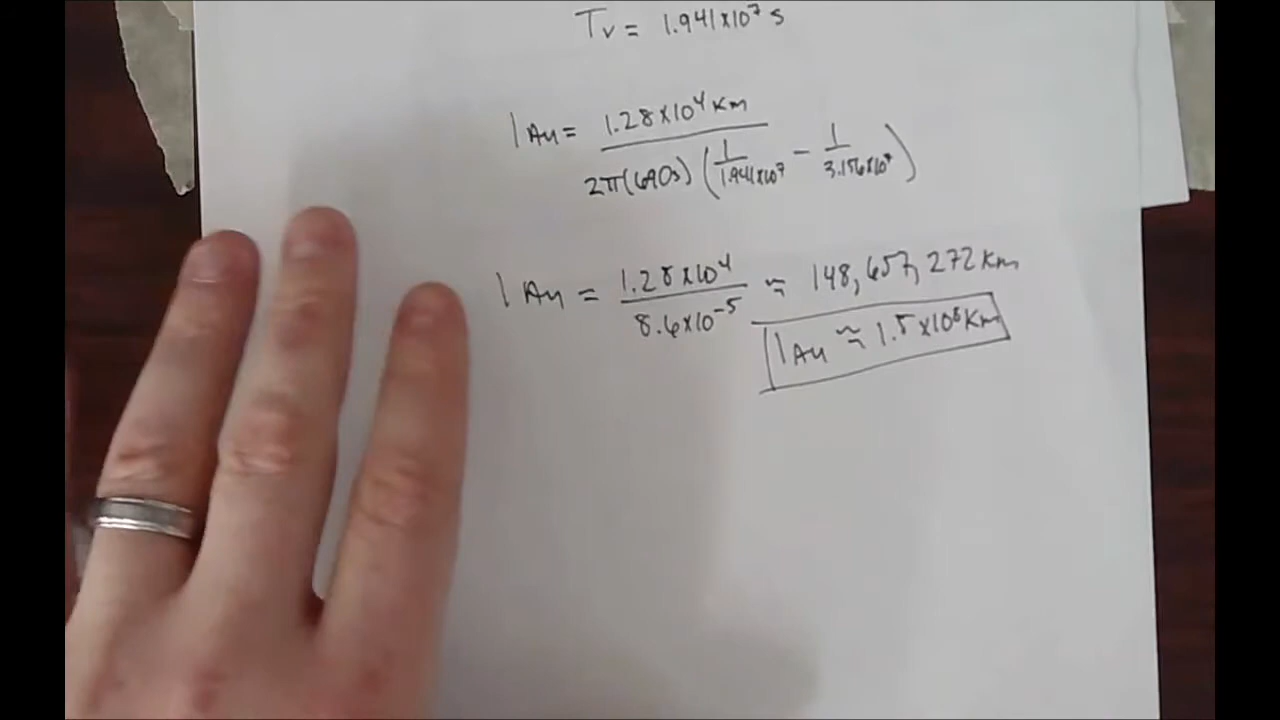 Tv = 1.941x10⁷ s
1 Au = 1.28x10⁴ Km / 2π(690s) (1/1.941x10⁷ - 1/3.156x10⁷)
1 Au = 1.28x10⁴ / 8.6x10⁻⁵ ≈ 148,657,272 Km
1 Au ≈ 1.5x10⁸ Km